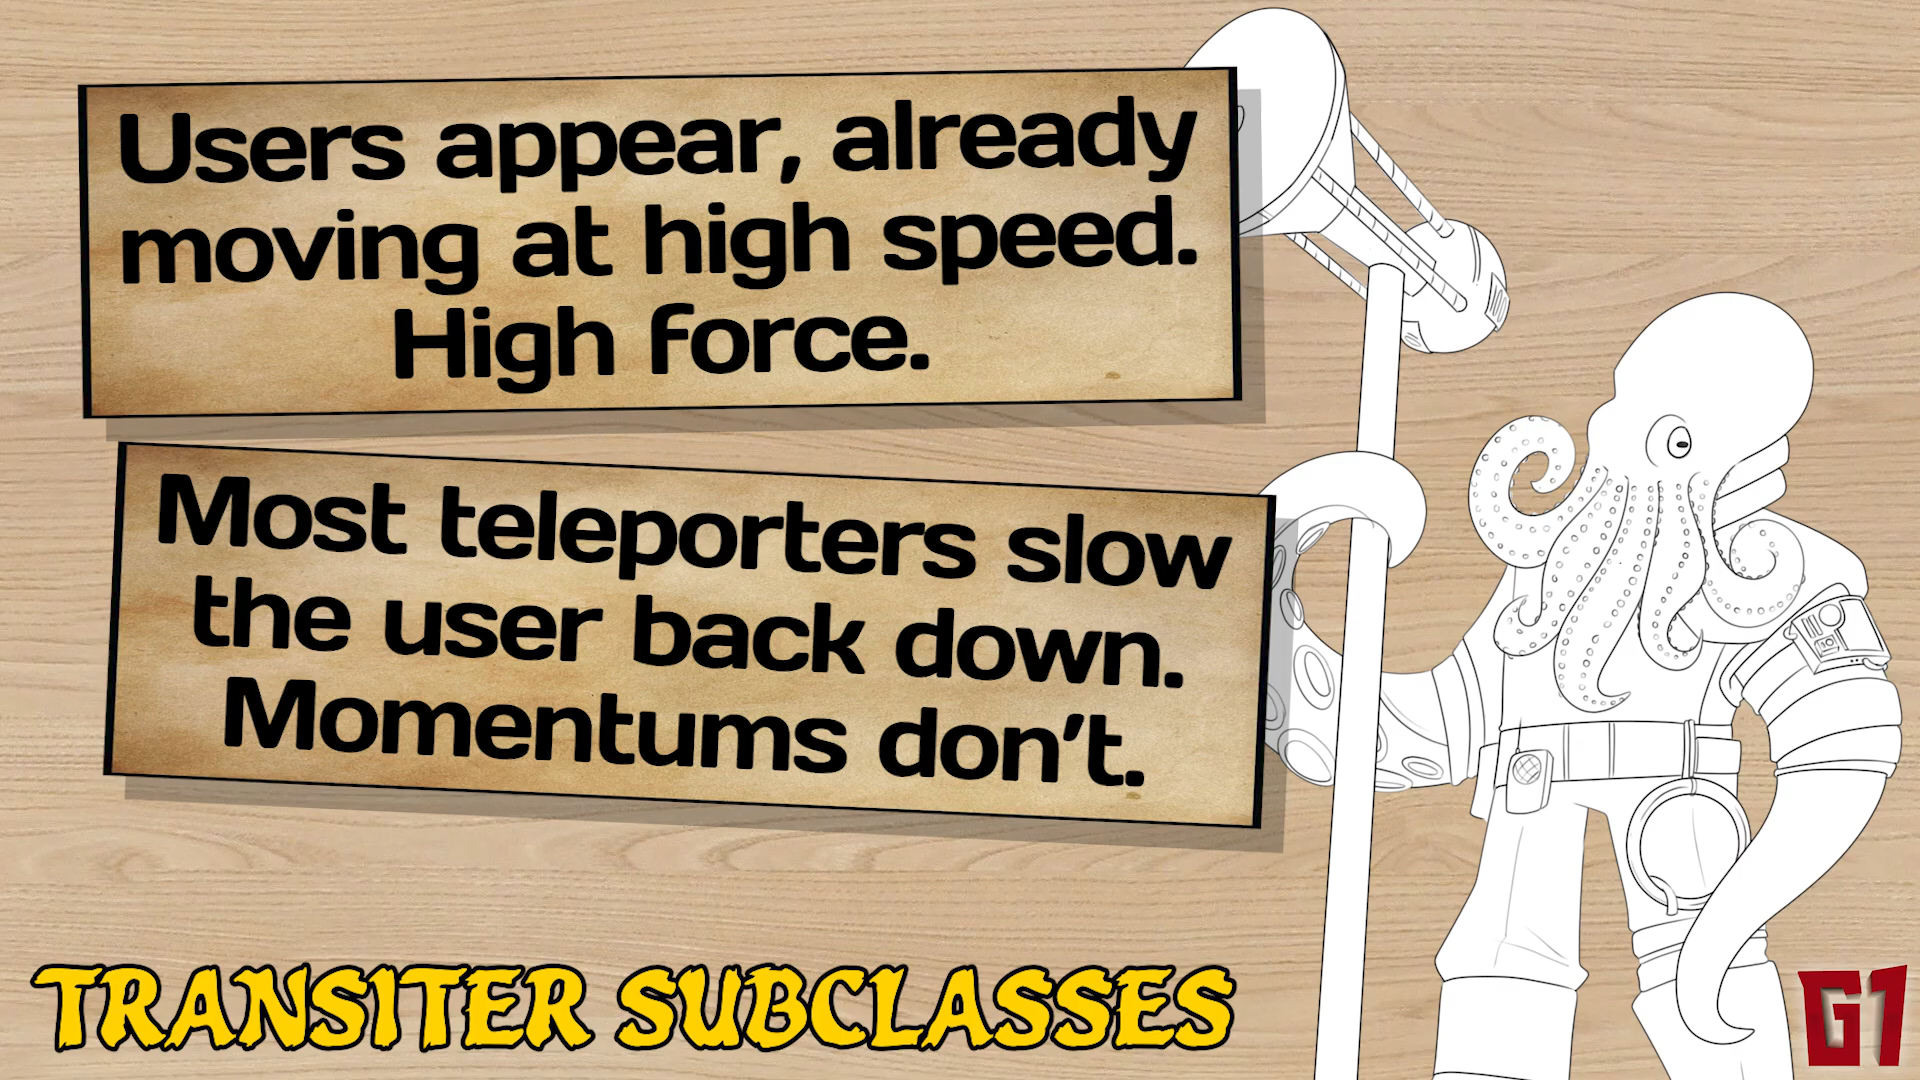 Users appear, already
moving at high speed.
High force.
Most teleporters slow
the user back down.
Momentums don't.
TRANSITER SUBCLASSES
G1